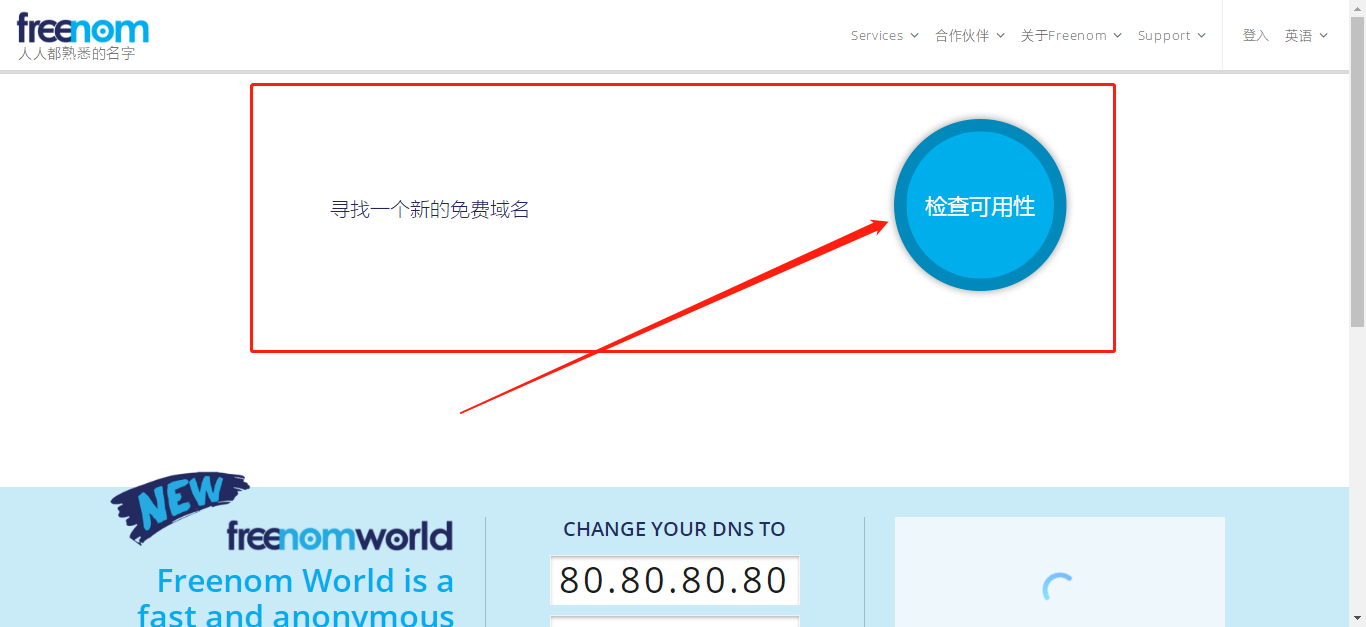 freenom
人人都熟悉的名字
Services 合作伙伴 关于Freenom Support 登入 英语
寻找一个新的免费域名
检查可用性
NEW
freenomworld
Freenom World is a
fast and anonymous
CHANGE YOUR DNS TO
80.80.80.80